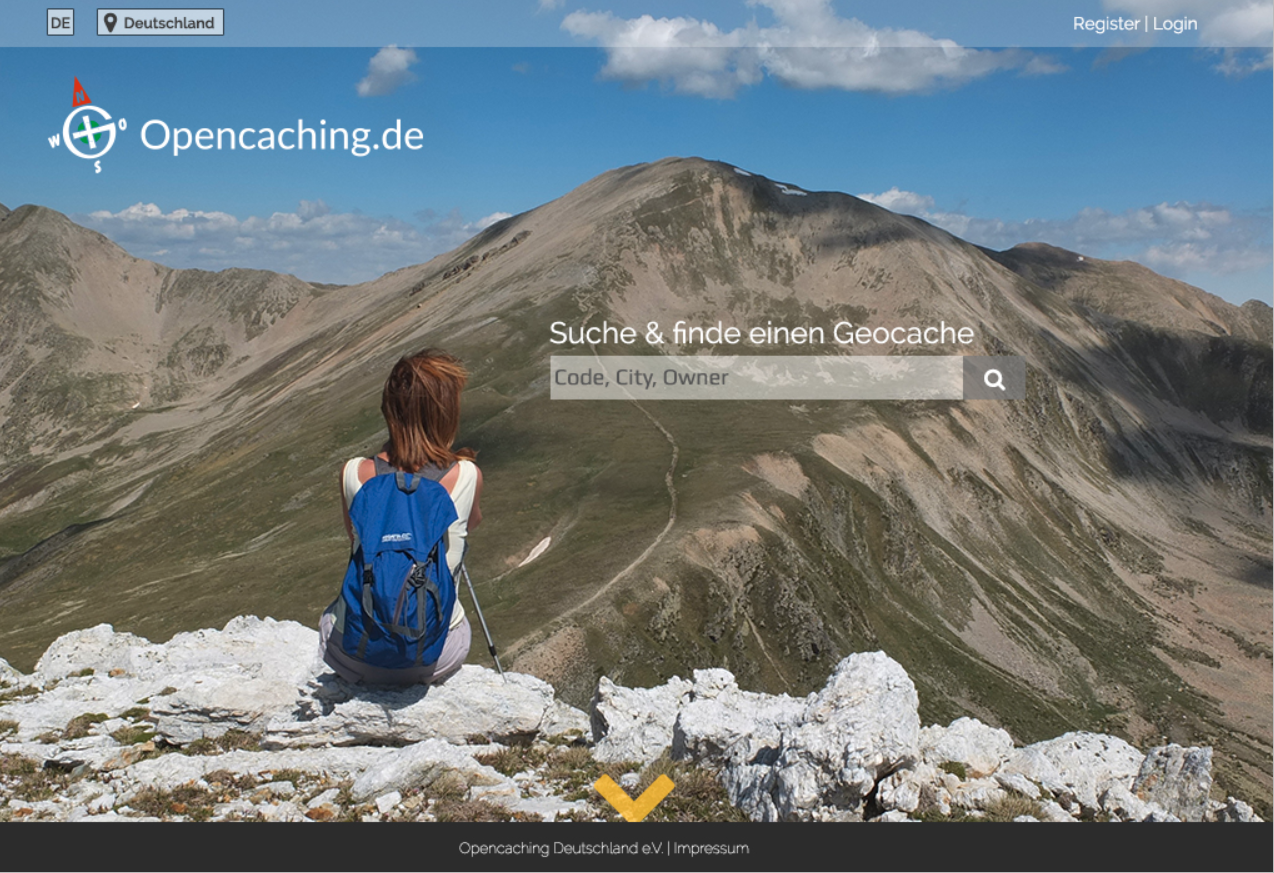 DE
Deutschland
Register | Login
N
W O
S
Opencaching.de
Suche & finde einen Geocache
Code, City, Owner
Opencaching Deutschland e.V. | Impressum